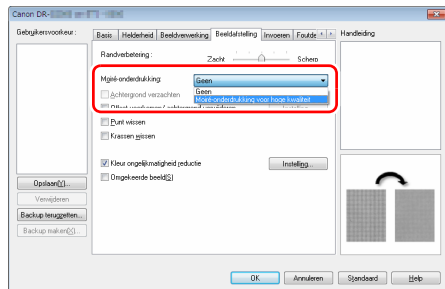 Canon DR-
Gebruikersvoorkeur:
Basis Helderheid Beeldverwerking Beeldafstelling Invoeren Foutde
Handleiding
Randverbetering:
Zacht Scherp
Moiré-onderdrukking: Geen
Geen
Moiré-onderdrukking voor hoge kwaliteit
Achtergrond verzachten
Punt wissen
Krassen wissen
Kleur ongelijkmatigheid reductie Instelling...
Omgekeerde beeld(S)
Opslaan(Y)...
Verwijderen
Backup terugzetten...
Backup maken(X)...
OK Annuleren Standaard Help